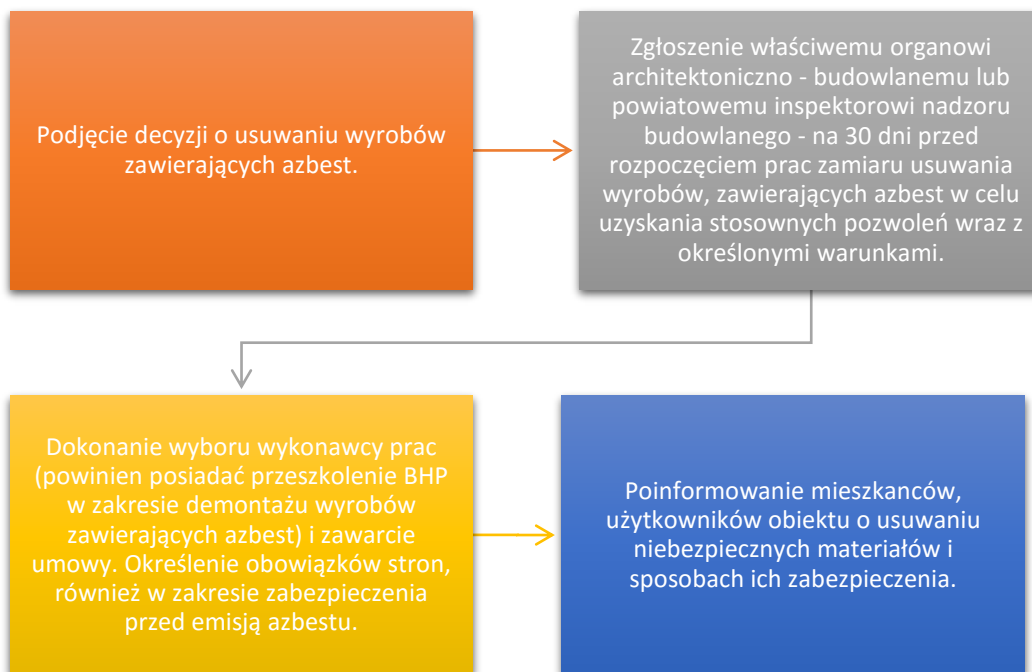 Podjęcie decyzji o usuwaniu wyrobów
zawierających azbest.
Zgłoszenie właściwemu organowi
architektoniczno - budowlanemu lub
powiatowemu inspektorowi nadzoru
budowlanego - na 30 dni przed
rozpoczęciem prac zamiaru usuwania
wyrobów, zawierających azbest w celu
uzyskania stosownych pozwoleń wraz z
określonymi warunkami.
Dokonanie wyboru wykonawcy prac
(powinien posiadać przeszkolenie BHP
w zakresie demontażu wyrobów
zawierających azbest) i zawarcie
umowy. Określenie obowiązków stron,
również w zakresie zabezpieczenia
przed emisją azbestu.
Poinformowanie mieszkanców,
użytkowników obiektu o usuwaniu
niebezpiecznych materiałów i
sposobach ich zabezpieczenia.